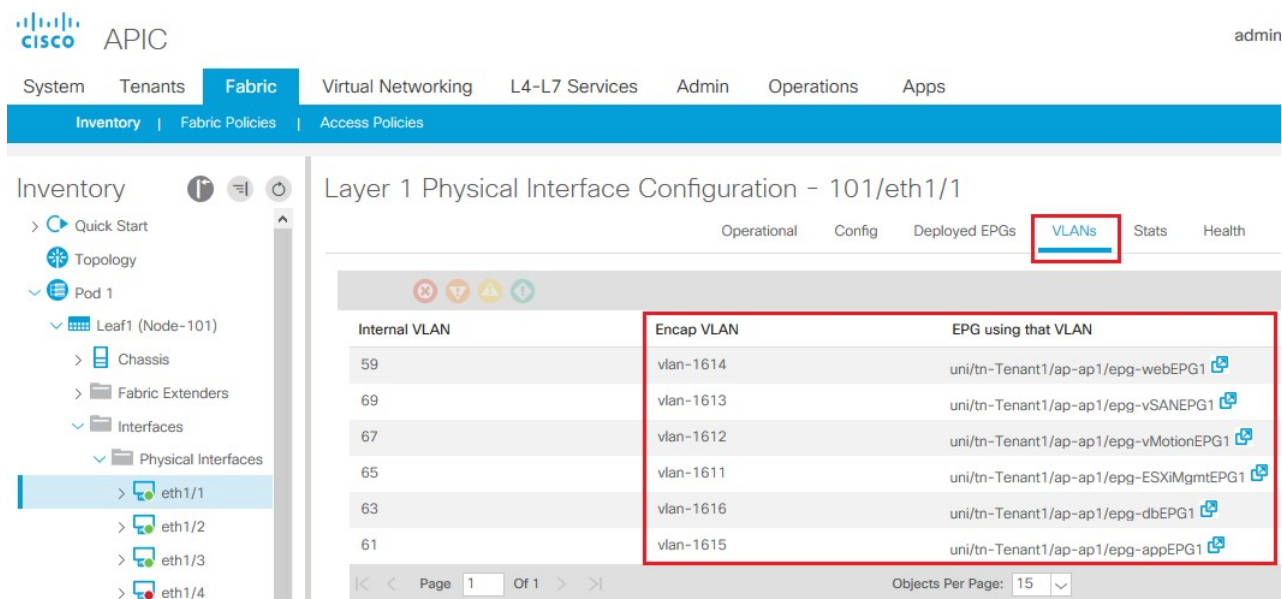 CISCO APIC admin
System Tenants Fabric Virtual Networking L4-L7 Services Admin Operations Apps
Inventory | Fabric Policies | Access Policies
Inventory
Quick Start
Topology
Pod 1
Leaf1 (Node-101)
Chassis
Fabric Extenders
Interfaces
Physical Interfaces
eth1/1
eth1/2
eth1/3
eth1/4
Layer 1 Physical Interface Configuration - 101/eth1/1
Operational Config Deployed EPGs VLANs Stats Health
Internal VLAN Encap VLAN EPG using that VLAN
59 vlan-1614 uni/tn-Tenant1/ap-ap1/epg-webEPG1
69 vlan-1613 uni/tn-Tenant1/ap-ap1/epg-vSANEPG1
67 vlan-1612 uni/tn-Tenant1/ap-ap1/epg-vMotionEPG1
65 vlan-1611 uni/tn-Tenant1/ap-ap1/epg-ESXiMgmtEPG1
63 vlan-1616 uni/tn-Tenant1/ap-ap1/epg-dbEPG1
61 vlan-1615 uni/tn-Tenant1/ap-ap1/epg-appEPG1
Page 1 Of 1 Objects Per Page: 15